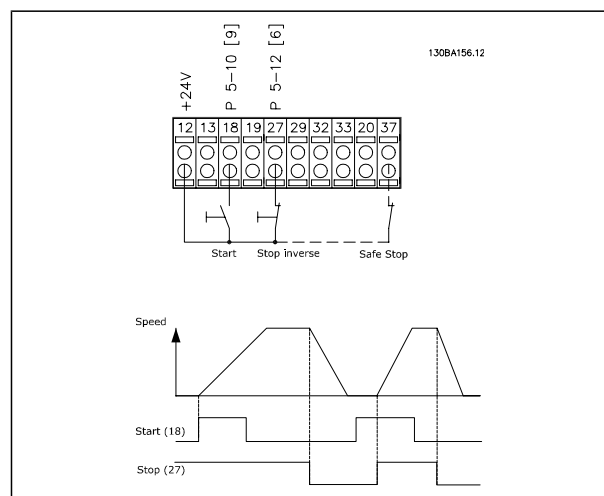 130BA156.12
+24V
P 5-10 [9]
P 5-12 [6]
12 13 18 19 27 29 32 33 20 37
Start Stop inverse Safe Stop
Speed
Start (18)
Stop (27)